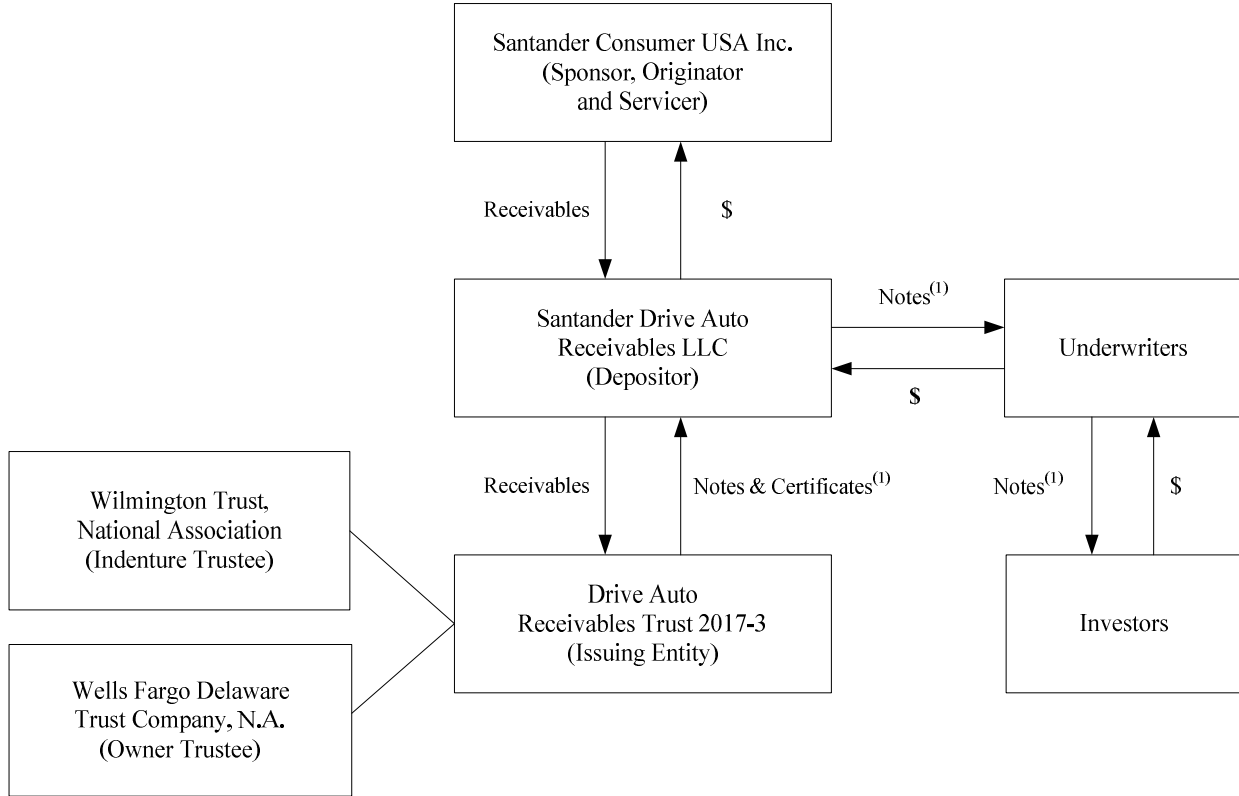 Santander Consumer USA Inc.
(Sponsor, Originator
and Servicer)
Receivables
$
Santander Drive Auto
Receivables LLC
(Depositor)
Notes(1)
$
Underwriters
Receivables
Notes & Certificates(1)
Notes(1)
$
Wilmington Trust,
National Association
(Indenture Trustee)
Drive Auto
Receivables Trust 2017-3
(Issuing Entity)
Investors
Wells Fargo Delaware
Trust Company, N.A.
(Owner Trustee)